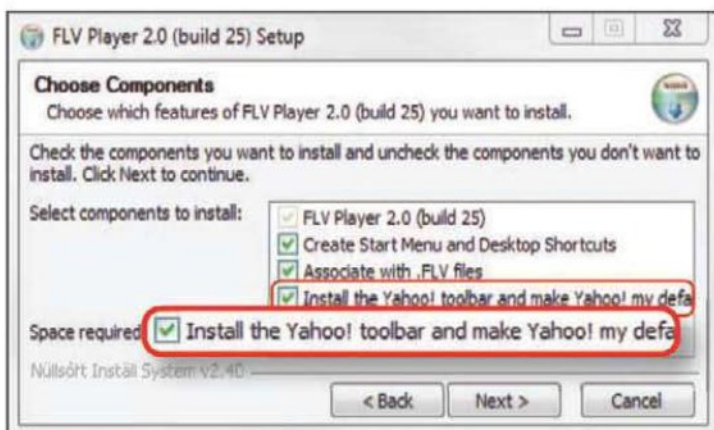 FLV Player 2.0 (build 25) Setup
Choose Components
Choose which features of FLV Player 2.0 (build 25) you want to install.
Check the components you want to install and uncheck the components you don't want to
install. Click Next to continue.
Select components to install:
FLV Player 2.0 (build 25)
Create Start Menu and Desktop Shortcuts
Associate with .FLV files
Install the Yahoo! toolbar and make Yahoo! my defa
Space required
Install the Yahoo! toolbar and make Yahoo! my defa
Nullsoft Install System v2.40
< Back
Next >
Cancel